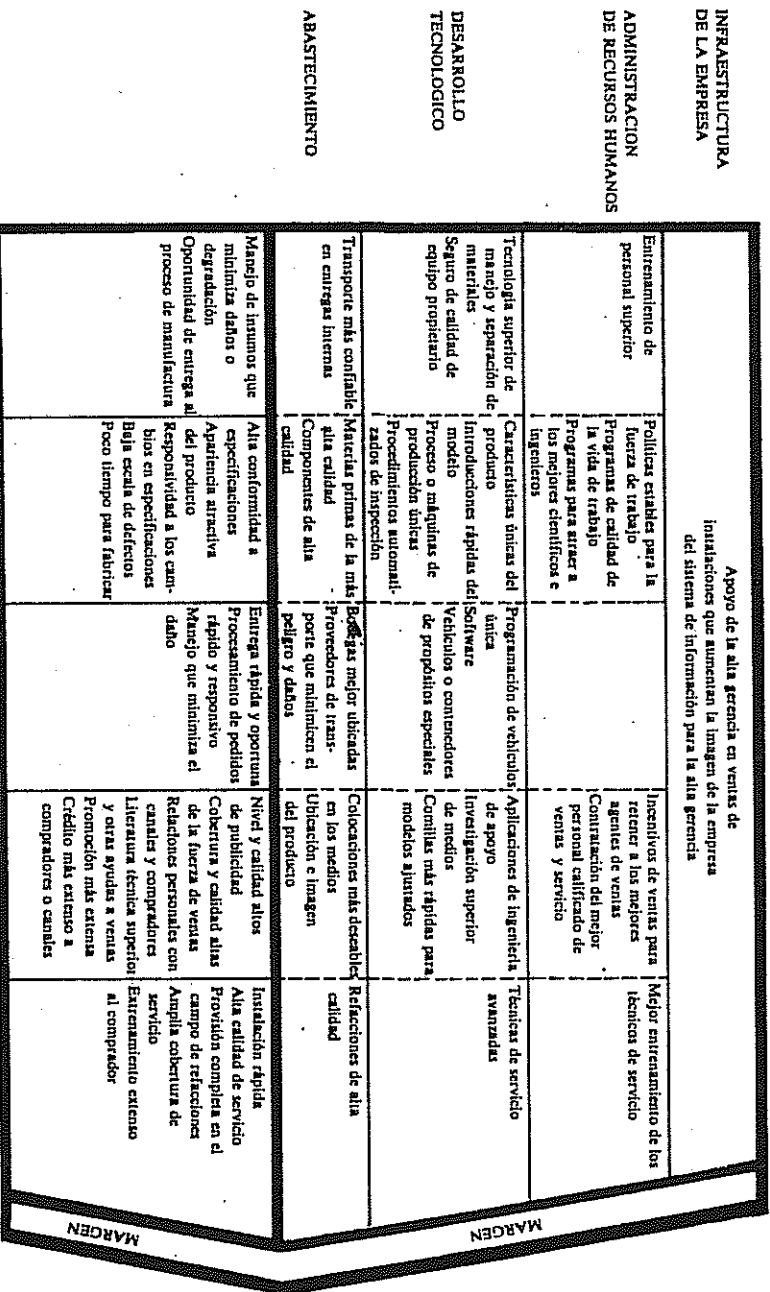 INFRAESTRUCTURA
DE LA EMPRESA
Apoyo de la alta gerencia en ventas de
instalaciones que aumentan la imagen de la empresa
del sistema de información para la alta gerencia
ADMINISTRACION
DE RECURSOS HUMANOS
Entrenamiento de
personal superior
Políticas estables para la
fuerza de trabajo
Programas de calidad de
la vida de trabajo
Programas para atraer a
los mejores científicos e
ingenieros
Incentivos de ventas para
retener a los mejores
agentes de ventas
Contratación del mejor
personal calificado de
ventas y servicio
Mejor entrenamiento de los
técnicos de servicio
DESARROLLO
TECNOLOGICO
Tecnología superior de
manejo y separación de
materiales
Seguro de calidad de
equipo propietario
Características únicas del
producto
Introducciones rápidas del
modelo
Proceso o máquinas de
producción únicas
Procedimientos automati-
zados de inspección
Programación de vehículos
única
Software
Vehículos o contenedores
de propósitos especiales
Aplicaciones de ingeniería
de apoyo
Investigación superior
de medios
Comillas más rápidas para
modelos ajustados
Técnicas de servicio
avanzadas
ABASTECIMIENTO
Transporte más confiable
en entregas internas
Materias primas de la más
alta calidad
Componentes de alta
calidad
Bodegas mejor ubicadas
Proveedores de trans-
porte que minimicen el
peligro y daños
Colocaciones más deseables
en los medios
Ubicación e imagen
del producto
Refacciones de alta
calidad
Manejo de insumos que
minimiza daños o
degradación
Oportunidad de entrega al
proceso de manufactura
Alta conformidad a
especificaciones
Apariencia atractiva
del producto
Responsividad a los cam-
bios en especificaciones
Baja escala de defectos
Poco tiempo para fabricar
Entrega rápida y oportuna
Procesamiento de pedidos
rápido y responsivo
Manejo que minimiza el
daño
Nivel y calidad altos
de publicidad
Cobertura y calidad altas
de la fuerza de ventas
Relaciones personales con
canales y compradores
Literatura técnica superior
y otras ayudas a ventas
Promoción más extensa
Crédito más extenso a
compradores o canales
Instalación rápida
Alta calidad de servicio
Provisión completa en el
campo de refacciones
Amplia cobertura de
servicio
Extrenamiento extenso
al comprador
MARGEN
MARGEN